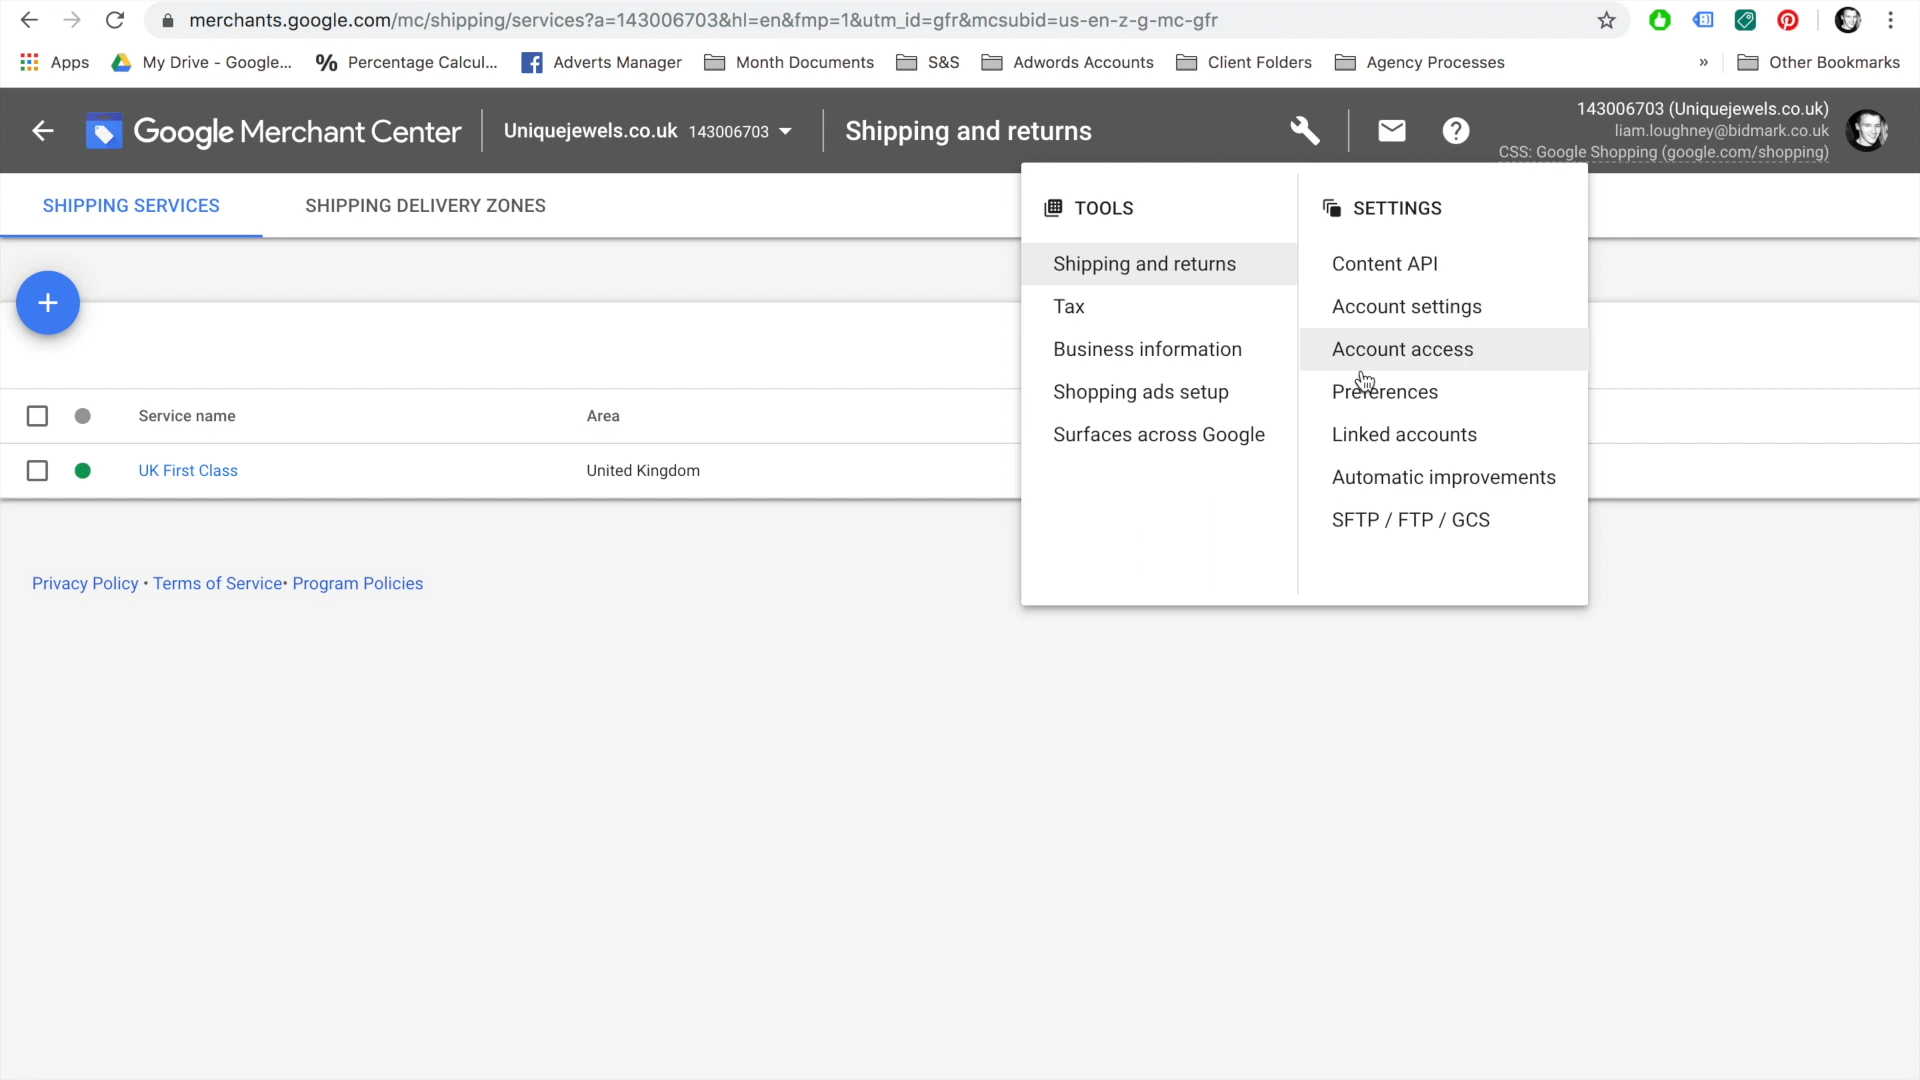 merchants.google.com/mc/shipping/services?a=143006703&hl=en&fmp=1&utm_id=gfr&mcsubid=us-en-z-g-mc-gfr
Apps My Drive - Google... % Percentage Calcul... Adverts Manager Month Documents S&S Adwords Accounts Client Folders Agency Processes » Other Bookmarks
Google Merchant Center Uniquejewels.co.uk 143006703 Shipping and returns
143006703 (Uniquejewels.co.uk)
liam.loughney@bidmark.co.uk
CSS: Google Shopping (google.com/shopping)
SHIPPING SERVICES SHIPPING DELIVERY ZONES
TOOLS
Shipping and returns
Tax
Business information
Shopping ads setup
Surfaces across Google
SETTINGS
Content API
Account settings
Account access
Preferences
Linked accounts
Automatic improvements
SFTP / FTP / GCS
Service name Area
UK First Class United Kingdom
Privacy Policy • Terms of Service• Program Policies